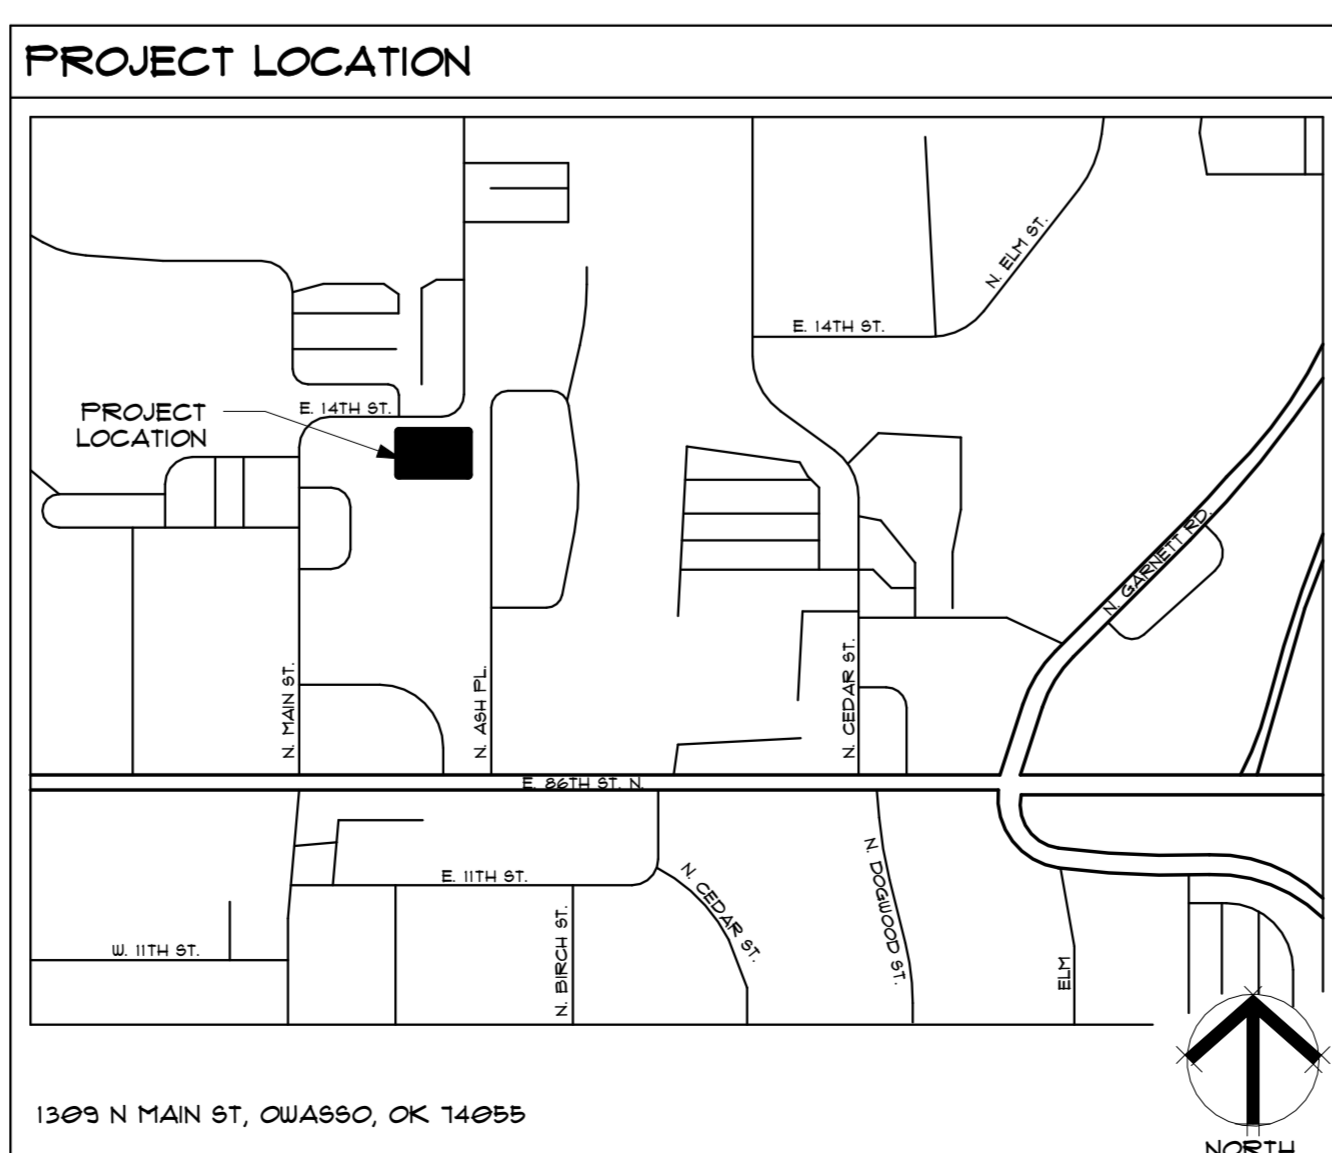 PROJECT LOCATION
N. ELM ST.
E. 14TH ST.
E. 14TH ST.
PROJECT
LOCATION
N. GARNETT RD.
N. MAIN ST.
N. ASH PL.
N. CEDAR ST.
E. 86TH ST. N.
E. 11TH ST.
N. CEDAR ST.
N. DOGWOOD ST.
W. 11TH ST.
N. BIRCH ST.
ELM
1309 N MAIN ST, OWASSO, OK 74055
NORTH